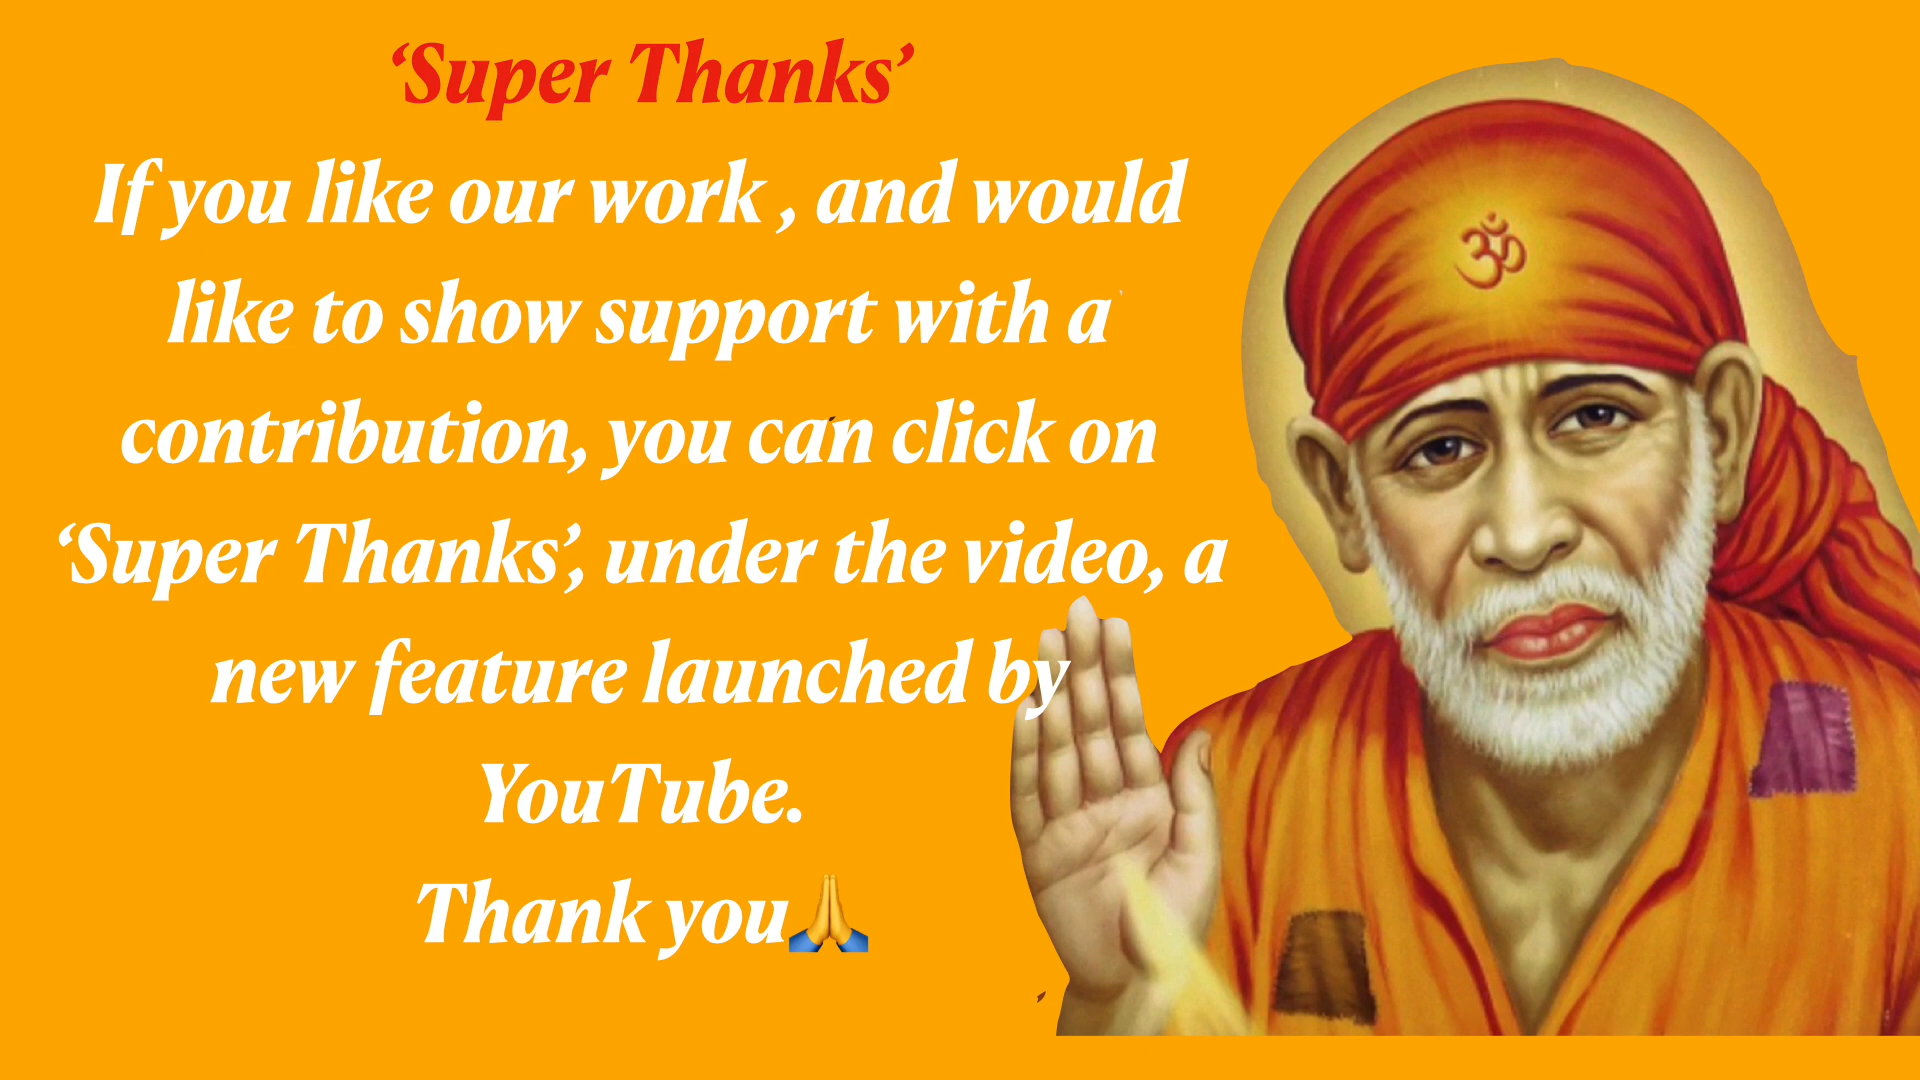 ‘Super Thanks’
If you like our work , and would
like to show support with a
contribution, you can click on
‘Super Thanks’, under the video, a
new feature launched by
YouTube.
Thank you🙏
ॐ